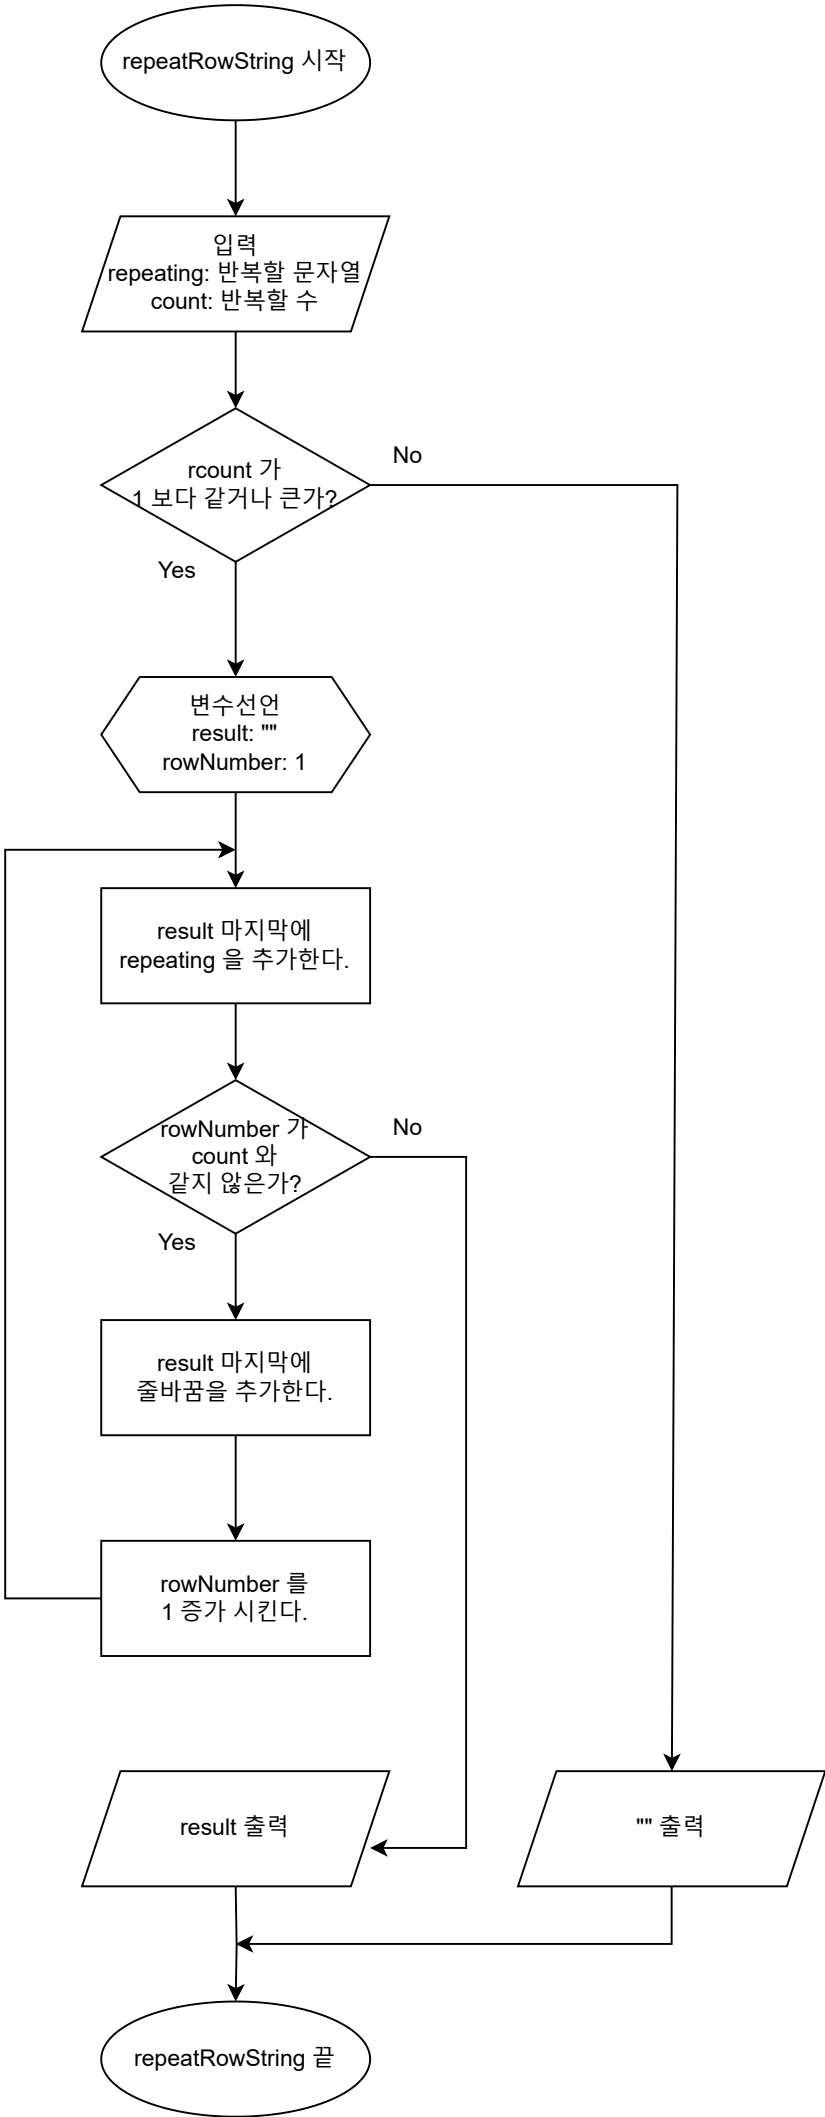 repeatRowString 시작
입력
repeating: 반복할 문자열
count: 반복할 수
rcount 가
1 보다 같거나 큰가?
No
Yes
변수선언
result: ""
rowNumber: 1
result 마지막에
repeating 을 추가한다.
rowNumber 가
count 와
같지 않은가?
No
Yes
result 마지막에
줄바꿈을 추가한다.
rowNumber 를
1 증가 시킨다.
result 출력
"" 출력
repeatRowString 끝